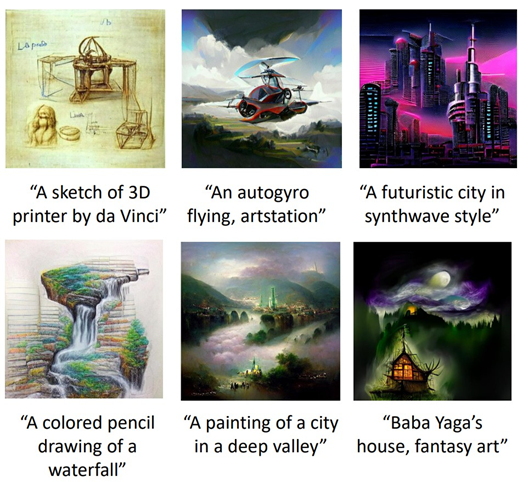 “A sketch of 3D
printer by da Vinci”
“An autogyro
flying, artstation”
“A futuristic city in
synthwave style”
“A colored pencil
drawing of a
waterfall”
“A painting of a city
in a deep valley”
“Baba Yaga’s
house, fantasy art”